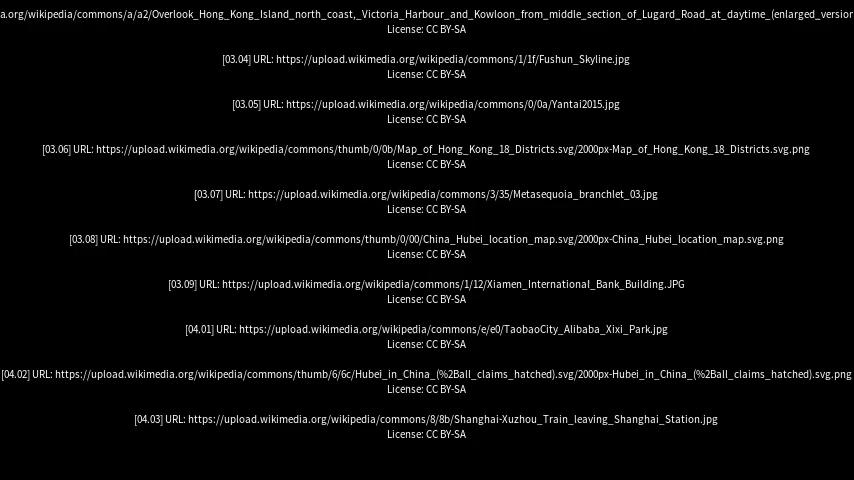 a.org/wikipedia/commons/a/a2/Overlook_Hong_Kong_Island_north_coast,_Victoria_Harbour_and_Kowloon_from_middle_section_of_Lugard_Road_at_daytime_(enlarged_version
License: CC BY-SA
[03.04] URL: https://upload.wikimedia.org/wikipedia/commons/1/1f/Fushun_Skyline.jpg
License: CC BY-SA
[03.05] URL: https://upload.wikimedia.org/wikipedia/commons/0/0a/Yantai2015.jpg
License: CC BY-SA
[03.06] URL: https://upload.wikimedia.org/wikipedia/commons/thumb/0/0b/Map_of_Hong_Kong_18_Districts.svg/2000px-Map_of_Hong_Kong_18_Districts.svg.png
License: CC BY-SA
[03.07] URL: https://upload.wikimedia.org/wikipedia/commons/3/35/Metasequoia_branchlet_03.jpg
License: CC BY-SA
[03.08] URL: https://upload.wikimedia.org/wikipedia/commons/thumb/0/00/China_Hubei_location_map.svg/2000px-China_Hubei_location_map.svg.png
License: CC BY-SA
[03.09] URL: https://upload.wikimedia.org/wikipedia/commons/1/12/Xiamen_International_Bank_Building.JPG
License: CC BY-SA
[04.01] URL: https://upload.wikimedia.org/wikipedia/commons/e/e0/TaobaoCity_Alibaba_Xixi_Park.jpg
License: CC BY-SA
[04.02] URL: https://upload.wikimedia.org/wikipedia/commons/thumb/6/6c/Hubei_in_China_(%2Ball_claims_hatched).svg/2000px-Hubei_in_China_(%2Ball_claims_hatched).svg.png
License: CC BY-SA
[04.03] URL: https://upload.wikimedia.org/wikipedia/commons/8/8b/Shanghai-Xuzhou_Train_leaving_Shanghai_Station.jpg
License: CC BY-SA